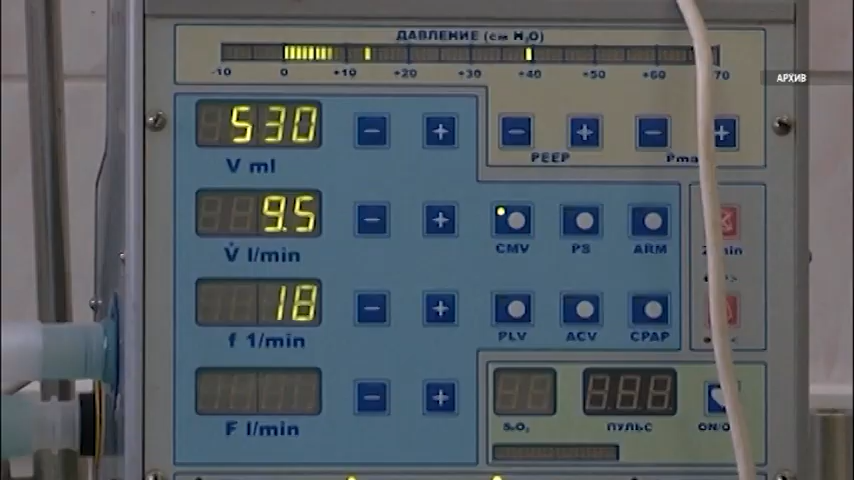 ДАВЛЕНИЕ (cm H₂O)
-10 0 +10 +20 +30 +40 +50 +60 70
АРХИВ
530
V ml
PEEP
9.5
V̇ l/min
CMV PS ARM
18
f 1/min
PLV ACV CPAP
F l/min
SₚO₂ ПУЛЬС